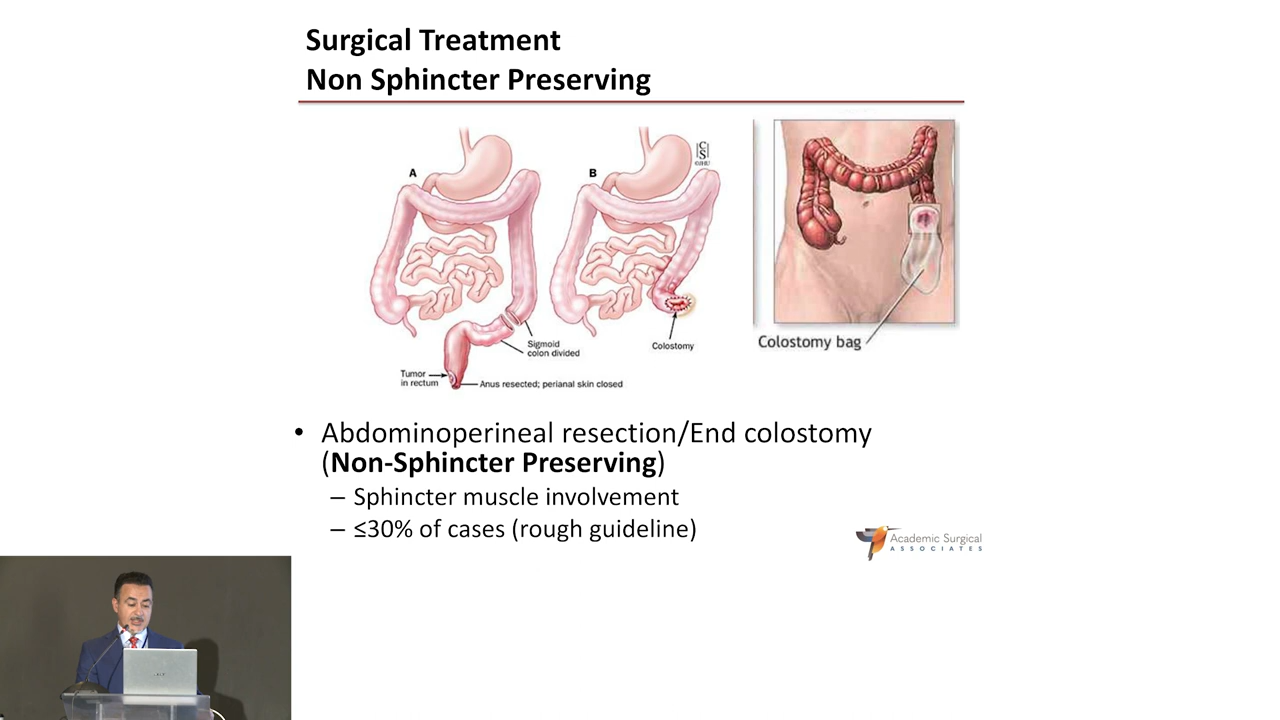 Surgical Treatment
Non Sphincter Preserving
A
B
C
S
Sigmoid
colon divided
Colostomy
Colostomy bag
Tumor
in rectum
Anus resected; perianal skin closed
• Abdominoperineal resection/End colostomy
(Non-Sphincter Preserving)
– Sphincter muscle involvement
– ≤30% of cases (rough guideline)
Academic Surgical
ASSOCIATES